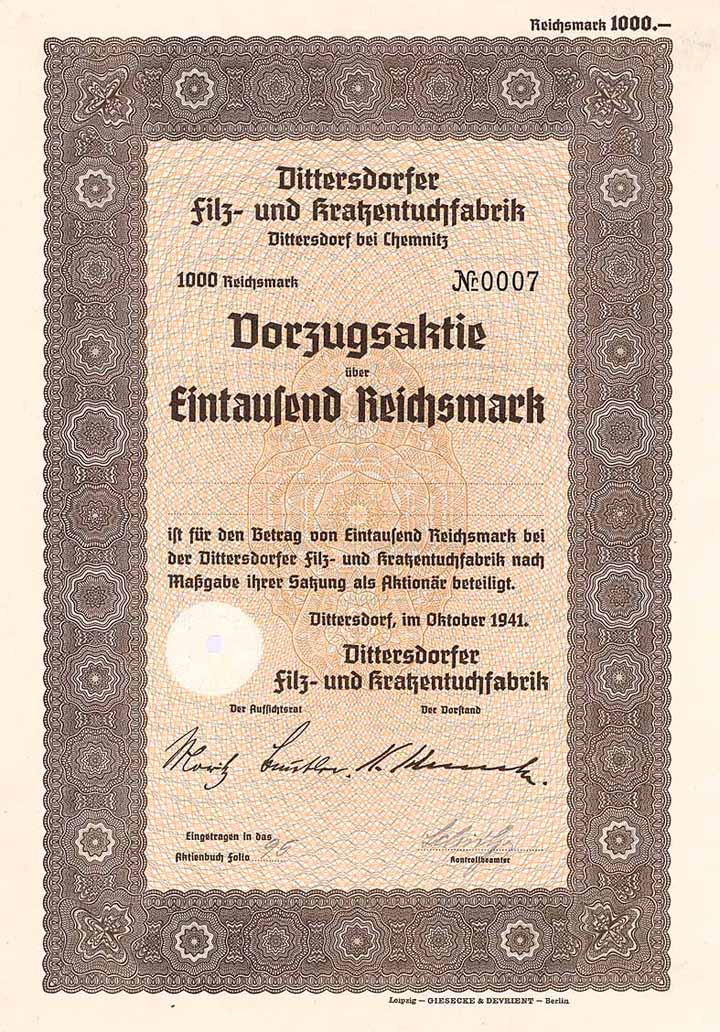 Reichsmark 1000.—
Dittersdorfer
Filz- und Kratzentuchfabrik
Dittersdorf bei Chemnitz
1000 Reichsmark
№ 0007
Vorzugsaktie
über
Eintausend Reichsmark
ist für den Betrag von Eintausend Reichsmark bei
der Dittersdorfer Filz- und Kratzentuchfabrik nach
Maßgabe ihrer Satzung als Aktionär beteiligt.
Dittersdorf, im Oktober 1941.
Dittersdorfer
Filz- und Kratzentuchfabrik
Der Aufsichtsrat
Der Vorstand
Moritz
Eingetragen in das
Aktienbuch Folio
Kontrollbeamter
Leipzig — GIESECKE & DEVRIENT — Berlin